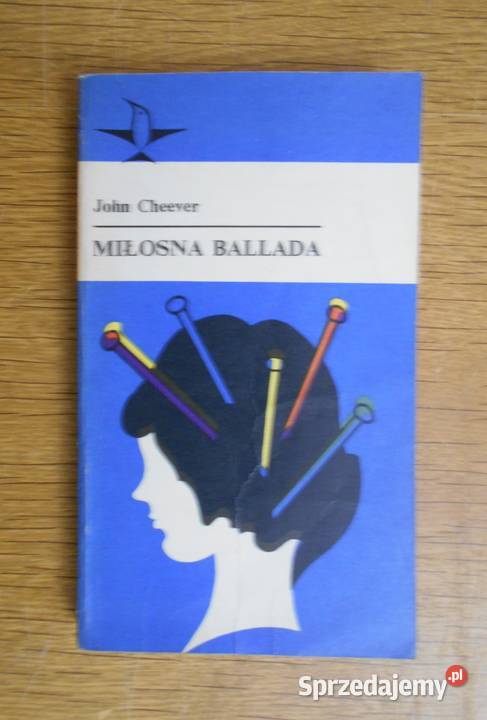 John Cheever
MIŁOSNA BALLADA
Sprzedajemy.pl